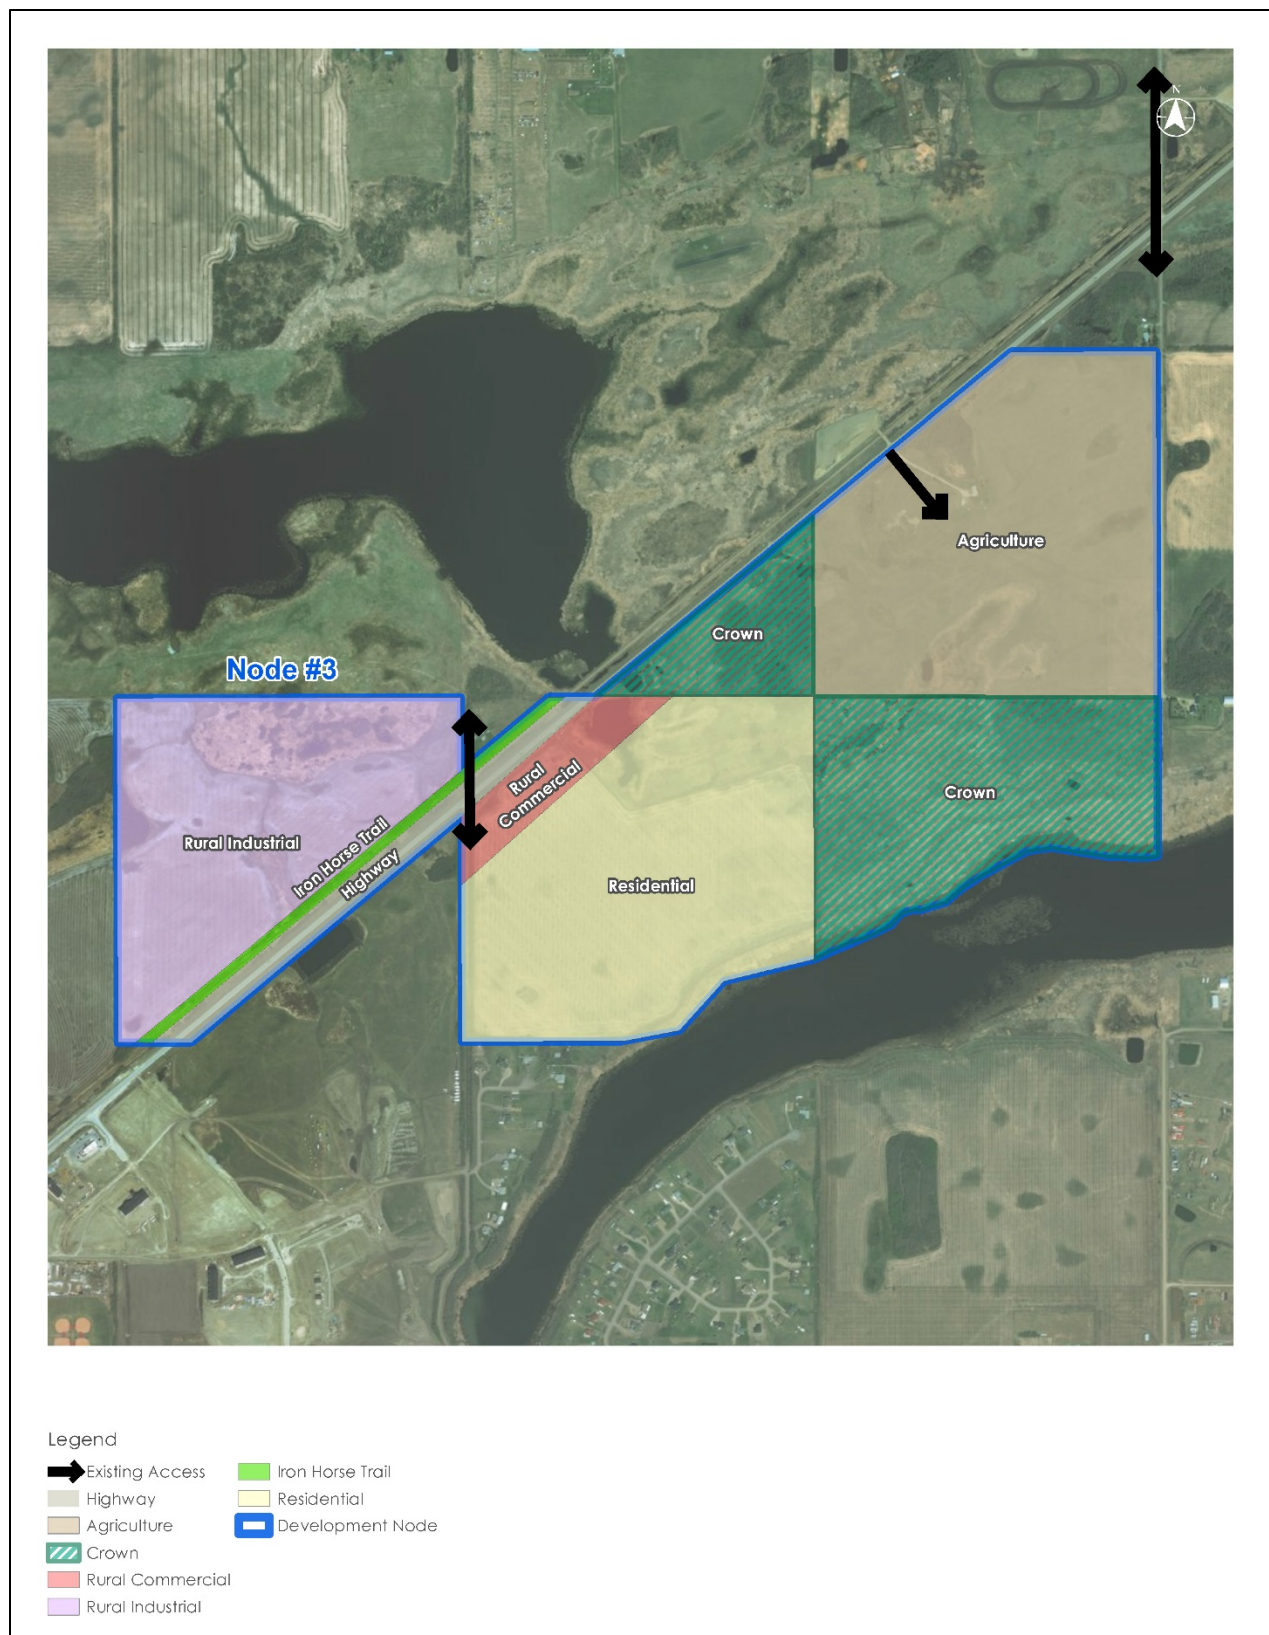 N
Agriculture
Crown
Node #3
Rural
Commercial
Crown
Iron Horse Trail
Rural Industrial
Highway
Residential
Legend
Existing Access
Highway
Agriculture
Crown
Rural Commercial
Rural Industrial
Iron Horse Trail
Residential
Development Node